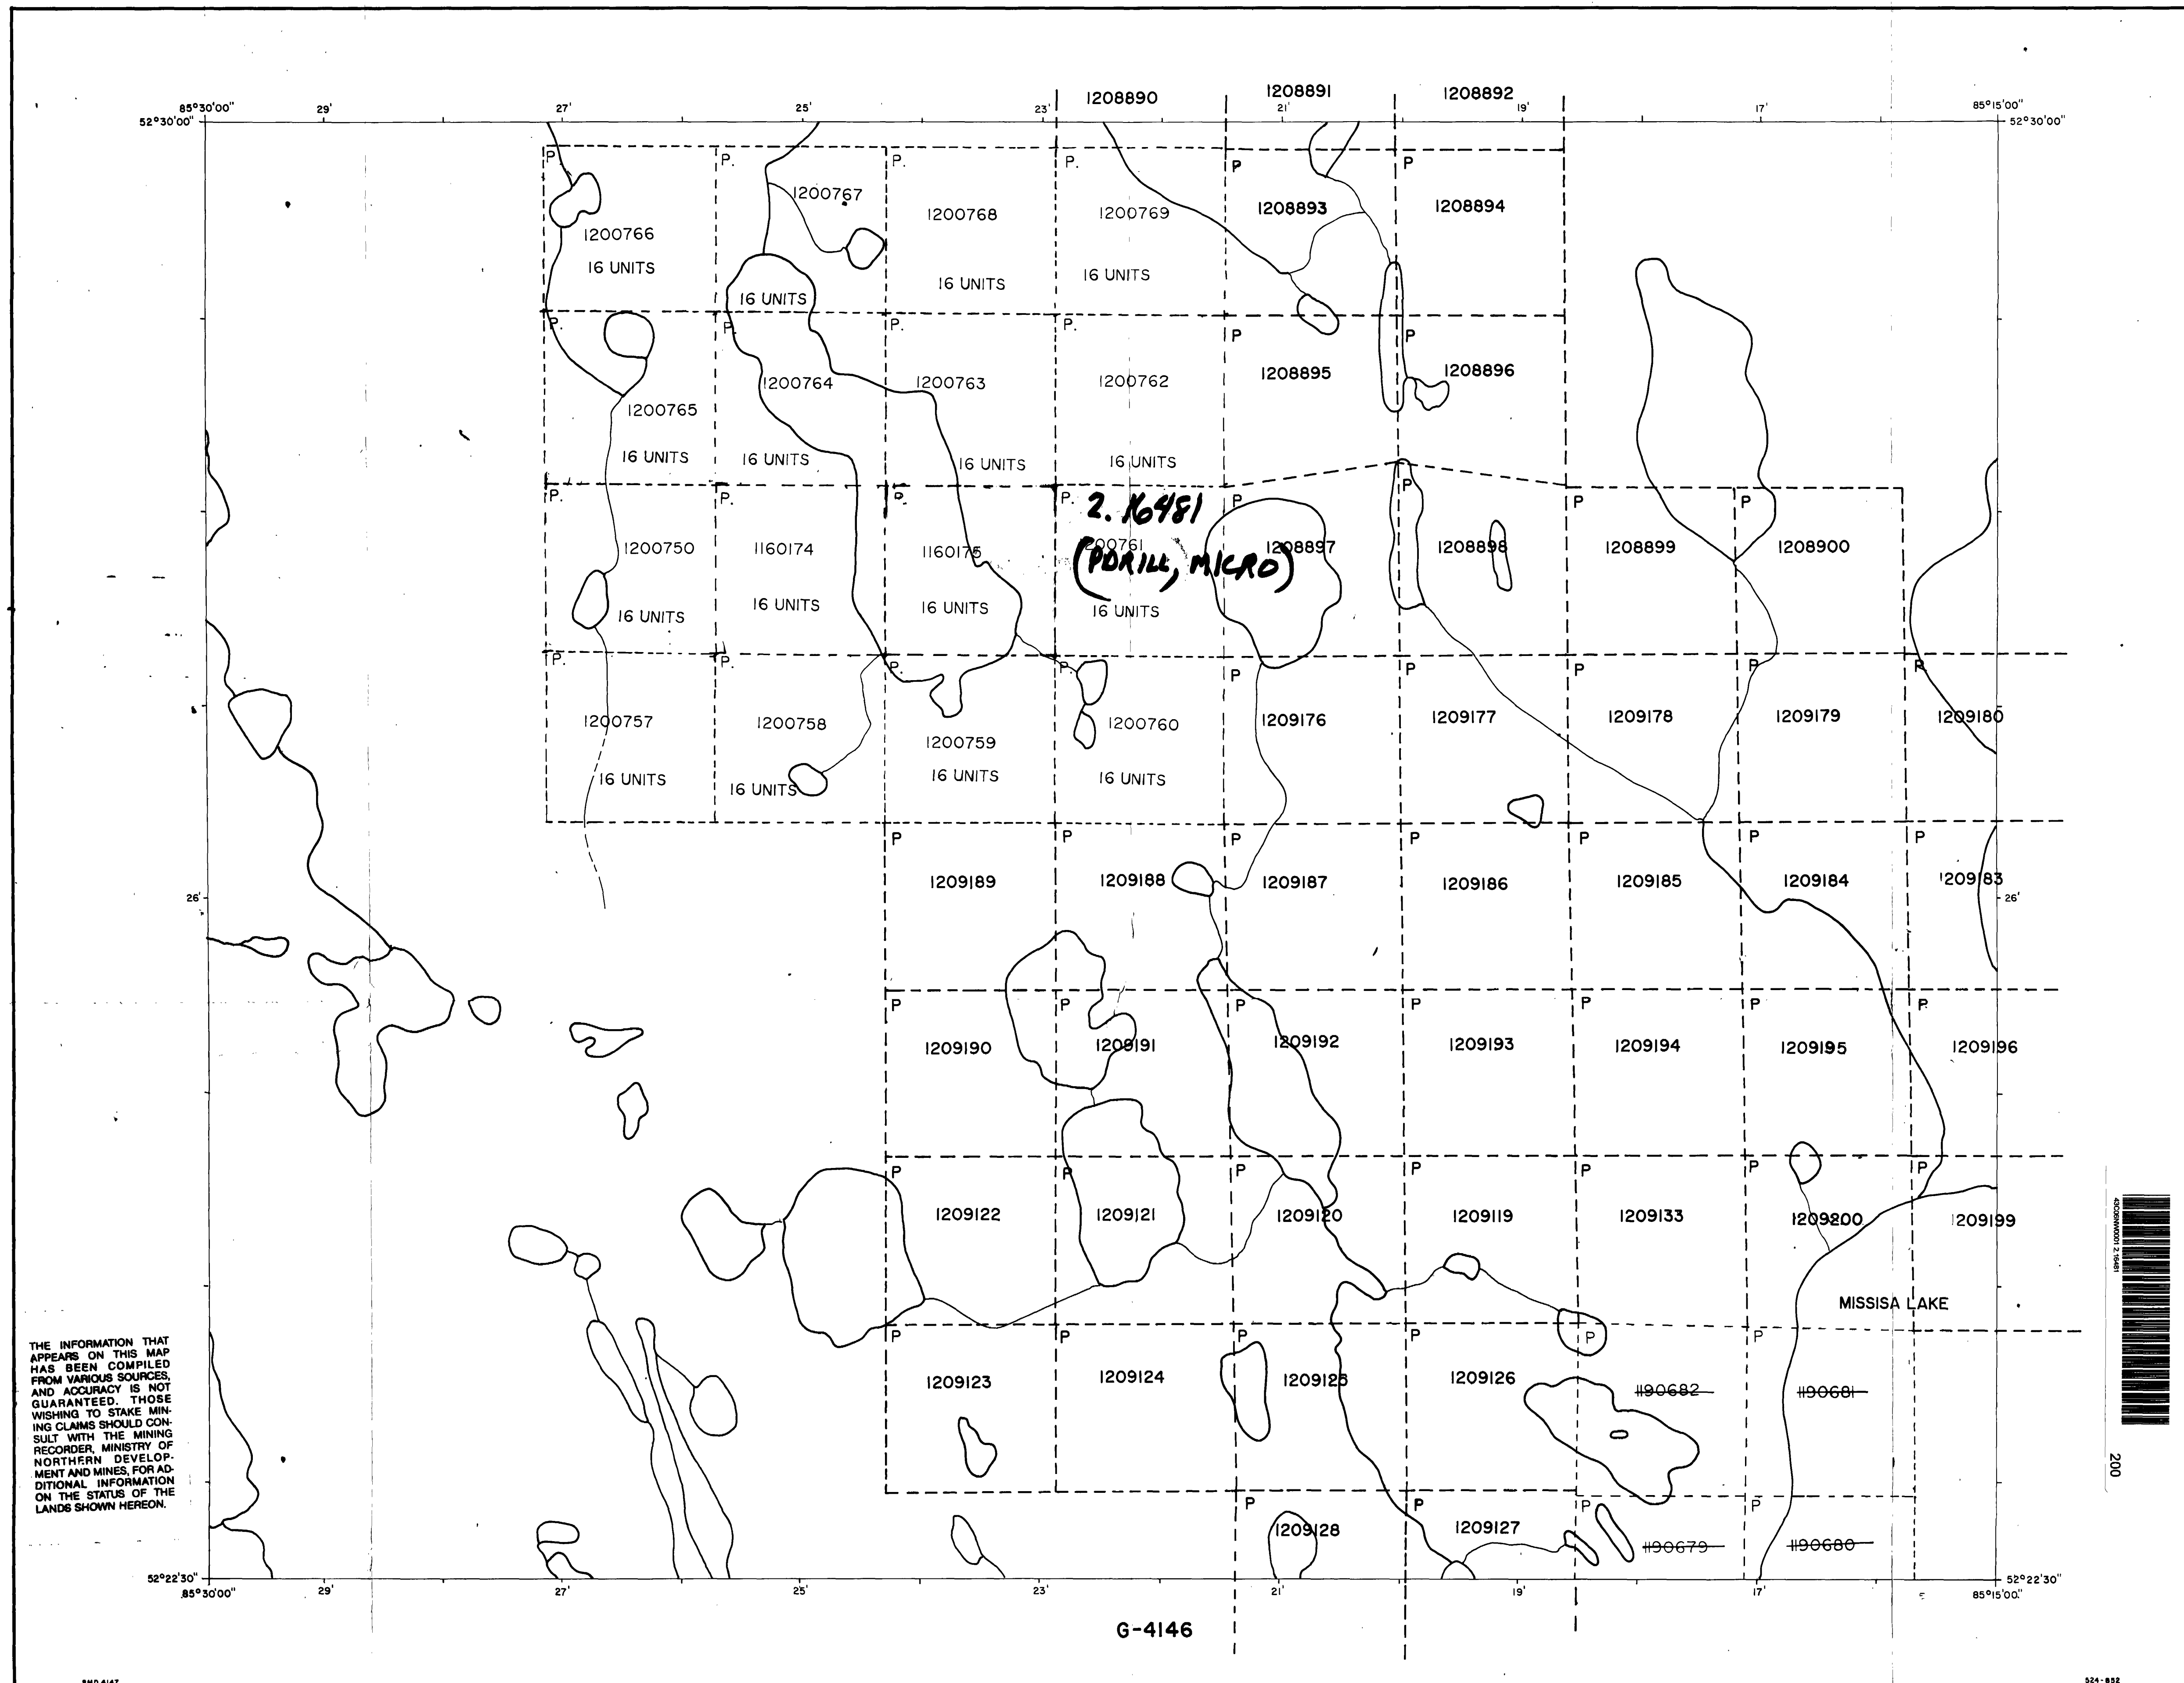 1208890 1208891 1208892
85°30'00" 29' 27' 25' 23' 21' 19' 17' 85°15'00"
52°30'00" 52°30'00"
P. P. P. P. P P
1200767
1200766 1200768 1200769 1208893 1208894
16 UNITS 16 UNITS 16 UNITS 16 UNITS
P. P. P. P. P P
1200765 1200764 1200763 1200762 1208895 1208896
16 UNITS 16 UNITS 16 UNITS 16 UNITS
P. P. P. P. P P P P
2.16481
1200750 1160174 1160175 1200761 1208897 1208898 1208899 1208900
(PDRILL, MICRO)
16 UNITS 16 UNITS 16 UNITS 16 UNITS
P. P. P. P. P P P P P
1200757 1200758 1200759 1200760 1209176 1209177 1209178 1209179 1209180
16 UNITS 16 UNITS 16 UNITS 16 UNITS
P P P P P P P
1209189 1209188 1209187 1209186 1209185 1209184 1209183
26' 26'
P P P P P P P
1209190 1209191 1209192 1209193 1209194 1209195 1209196
P P P P P P P
1209122 1209121 1209120 1209119 1209133 1209200 1209199
MISSISA LAKE
P P P P P P
1209123 1209124 1209125 1209126 1190682 1190681
P P P P
1209128 1209127 1190679 1190680
52°22'30" 52°22'30"
85°30'00" 29' 27' 25' 23' 21' 19' 17' 85°15'00"
G-4146
THE INFORMATION THAT
APPEARS ON THIS MAP
HAS BEEN COMPILED
FROM VARIOUS SOURCES,
AND ACCURACY IS NOT
GUARANTEED. THOSE
WISHING TO STAKE MIN-
ING CLAIMS SHOULD CON-
SULT WITH THE MINING
RECORDER, MINISTRY OF
NORTHERN DEVELOP-
MENT AND MINES, FOR AD-
DITIONAL INFORMATION
ON THE STATUS OF THE
LANDS SHOWN HEREON.
200
524-852